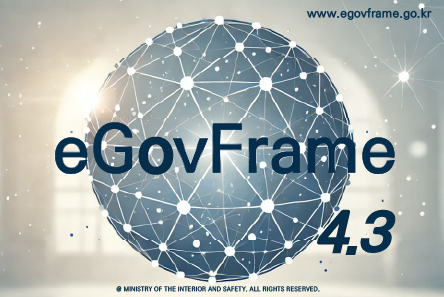 www.egovframe.go.kr
eGovFrame
4.3
@ MINISTRY OF THE INTERIOR AND SAFETY. ALL RIGHTS RESERVED.